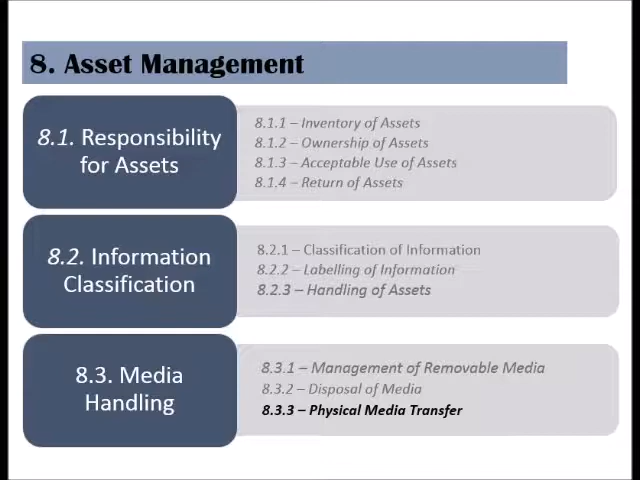 8. Asset Management
8.1. Responsibility
for Assets
8.1.1 – Inventory of Assets
8.1.2 – Ownership of Assets
8.1.3 – Acceptable Use of Assets
8.1.4 – Return of Assets
8.2. Information
Classification
8.2.1 – Classification of Information
8.2.2 – Labelling of Information
8.2.3 – Handling of Assets
8.3. Media
Handling
8.3.1 – Management of Removable Media
8.3.2 – Disposal of Media
8.3.3 – Physical Media Transfer